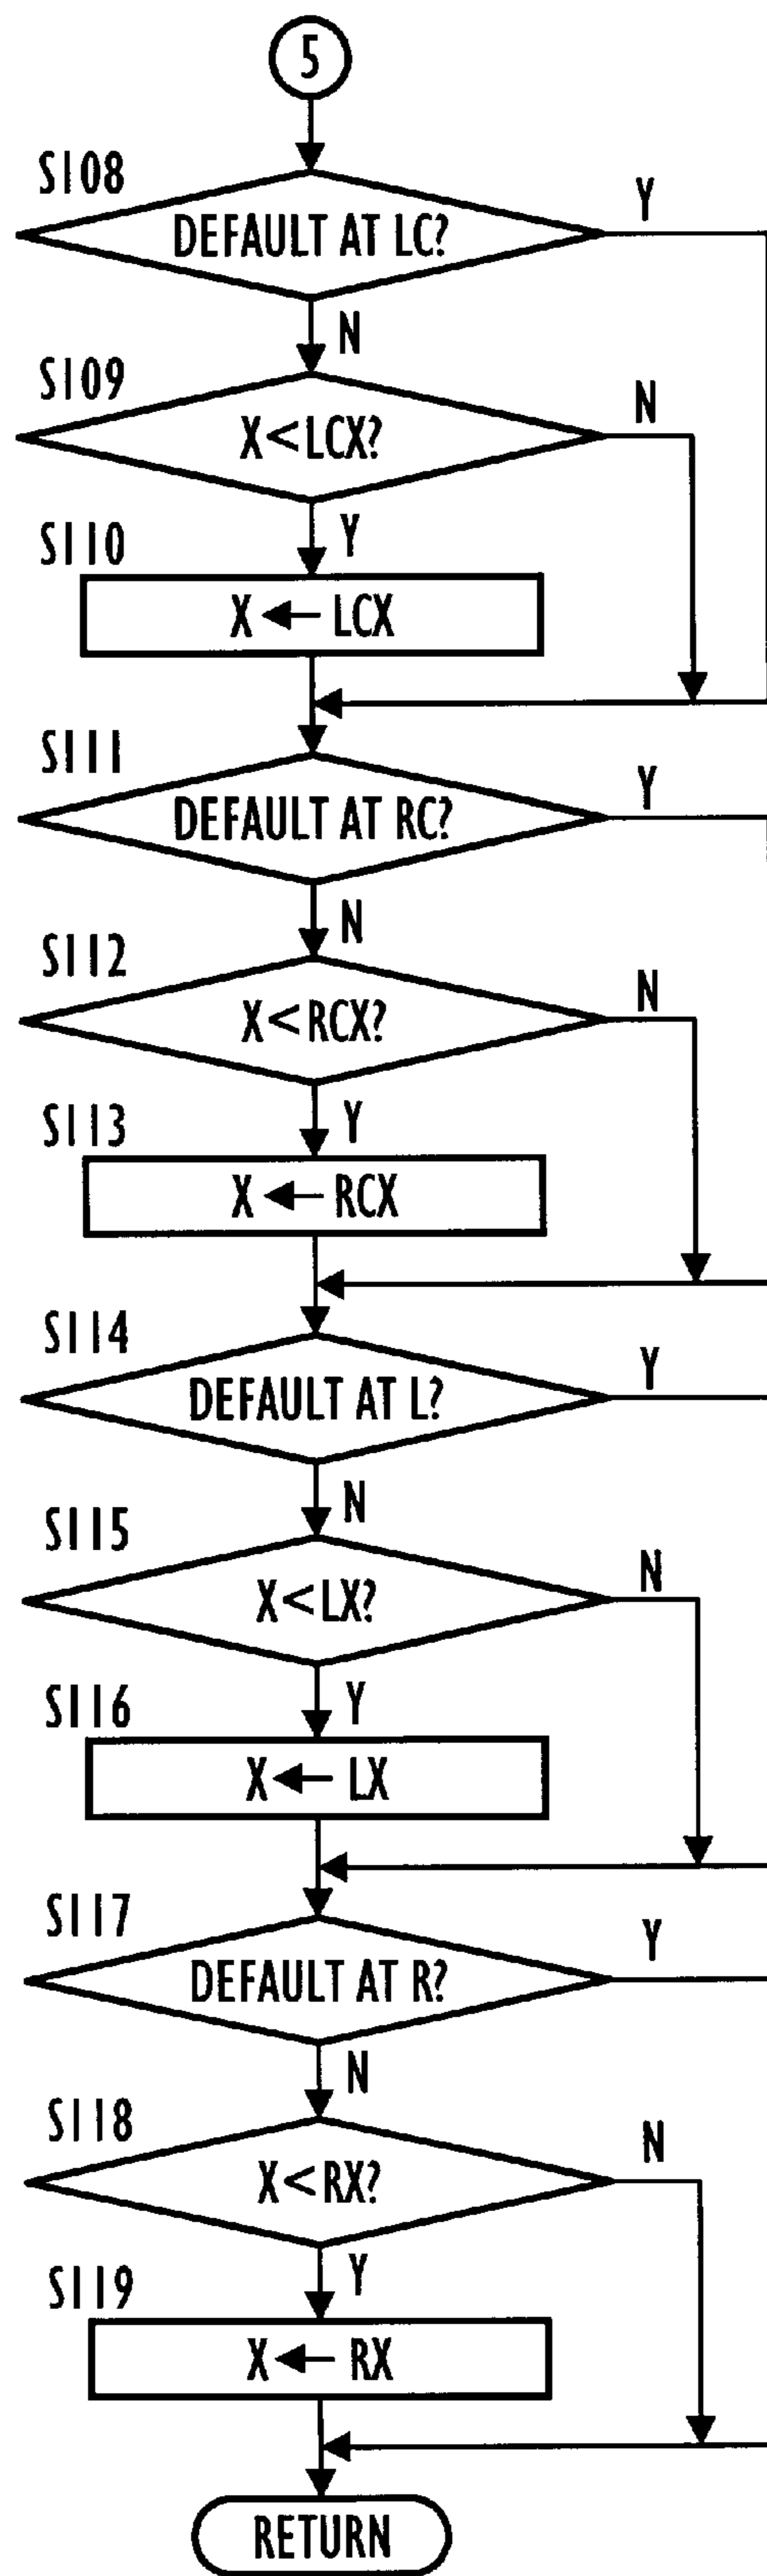 5
S108
DEFAULT AT LC?
Y
N
S109
X<LCX?
N
Y
S110
X ← LCX
S111
DEFAULT AT RC?
Y
N
S112
X<RCX?
N
Y
S113
X ← RCX
S114
DEFAULT AT L?
Y
N
S115
X<LX?
N
Y
S116
X ← LX
S117
DEFAULT AT R?
Y
N
S118
X<RX?
N
Y
S119
X ← RX
RETURN